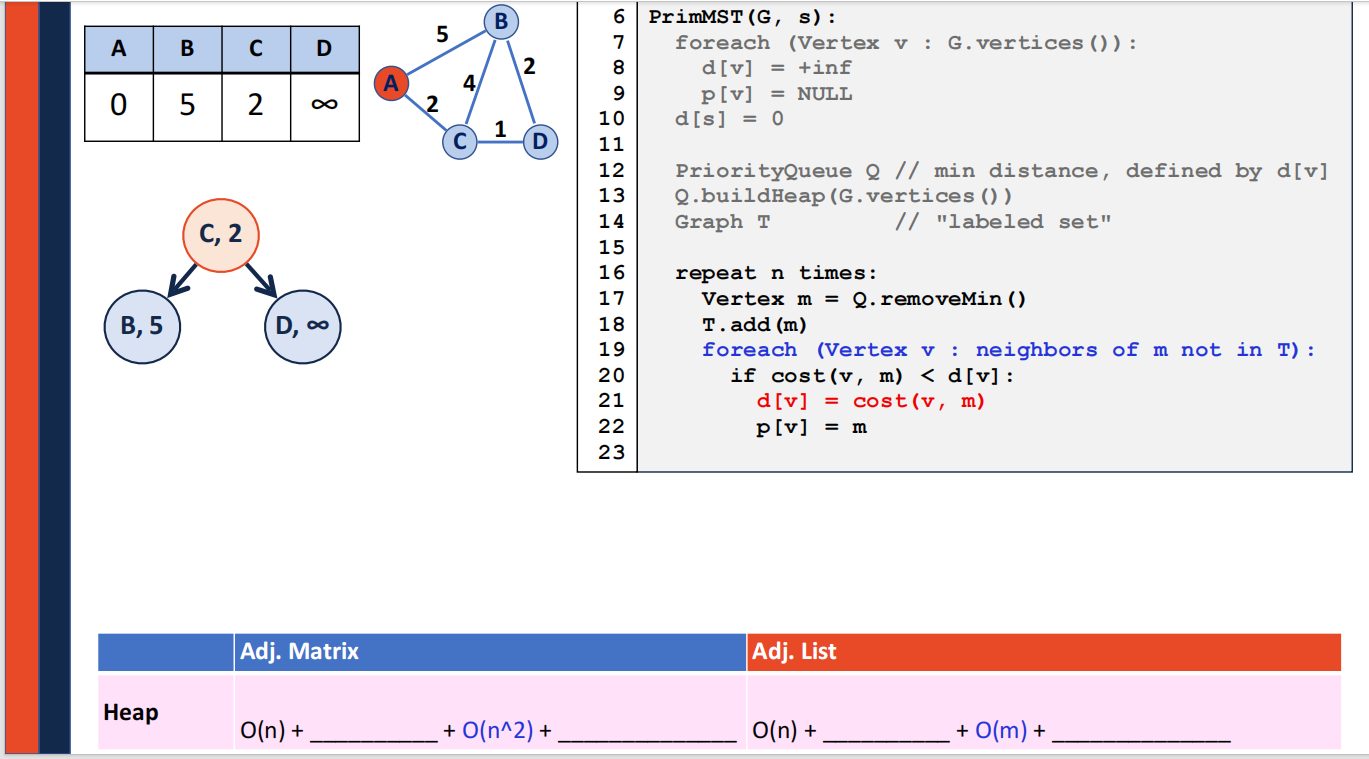 A B C D
0 5 2 ∞
B
5
2
A
4
2
1
C
D
C, 2
B, 5
D, ∞
6 PrimMST(G, s):
7 foreach (Vertex v : G.vertices()):
8 d[v] = +inf
9 p[v] = NULL
10 d[s] = 0
11
12 PriorityQueue Q // min distance, defined by d[v]
13 Q.buildHeap(G.vertices())
14 Graph T // "labeled set"
15
16 repeat n times:
17 Vertex m = Q.removeMin()
18 T.add(m)
19 foreach (Vertex v : neighbors of m not in T):
20 if cost(v, m) < d[v]:
21 d[v] = cost(v, m)
22 p[v] = m
23
Adj. Matrix Adj. List
Heap
O(n) + __________ + O(n^2) + ______________ O(n) + __________ + O(m) + ______________